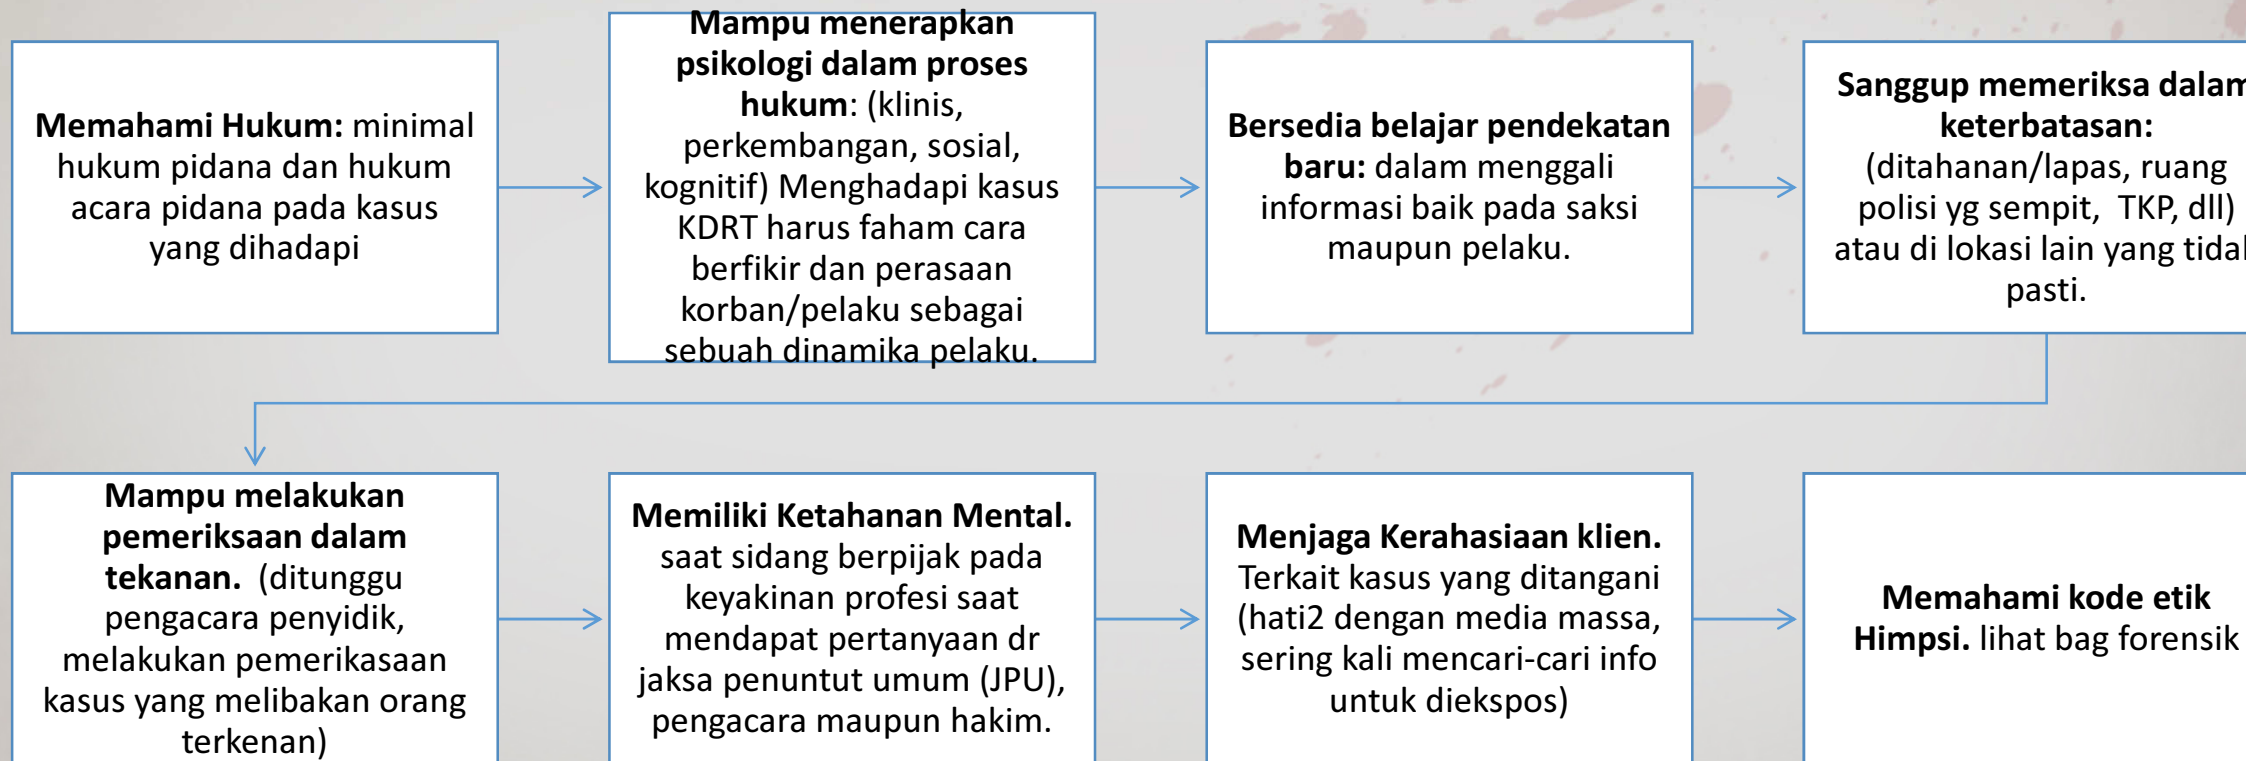 Memahami Hukum: minimal
hukum pidana dan hukum
acara pidana pada kasus
yang dihadapi
Mampu menerapkan
psikologi dalam proses
hukum: (klinis,
perkembangan, sosial,
kognitif) Menghadapi kasus
KDRT harus faham cara
berfikir dan perasaan
korban/pelaku sebagai
sebuah dinamika pelaku.
Bersedia belajar pendekatan
baru: dalam menggali
informasi baik pada saksi
maupun pelaku.
Sanggup memeriksa dalam
keterbatasan:
(ditahanan/lapas, ruang
polisi yg sempit, TKP, dll)
atau di lokasi lain yang tidak
pasti.
Mampu melakukan
pemeriksaan dalam
tekanan. (ditunggu
pengacara penyidik,
melakukan pemerikasaan
kasus yang melibakan orang
terkenan)
Memiliki Ketahanan Mental.
saat sidang berpijak pada
keyakinan profesi saat
mendapat pertanyaan dr
jaksa penuntut umum (JPU),
pengacara maupun hakim.
Menjaga Kerahasiaan klien.
Terkait kasus yang ditangani
(hati2 dengan media massa,
sering kali mencari-cari info
untuk diekspos)
Memahami kode etik
Himpsi. lihat bag forensik